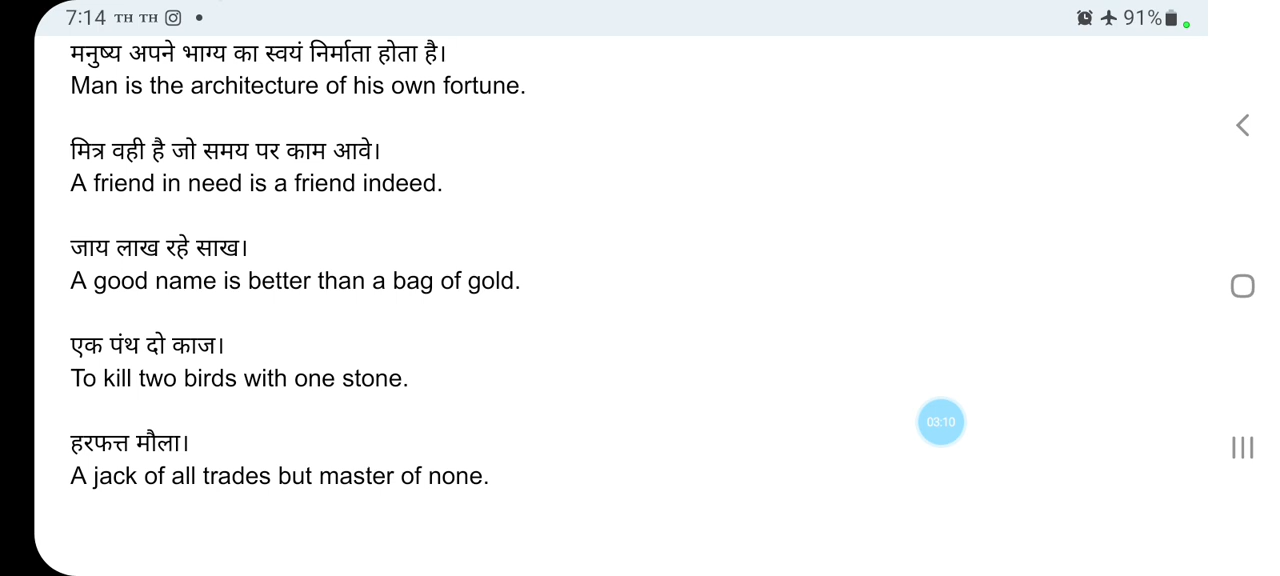 7:14 TH TH 91%
मनुष्य अपने भाग्य का स्वयं निर्माता होता है।
Man is the architecture of his own fortune.
मित्र वही है जो समय पर काम आवे।
A friend in need is a friend indeed.
जाय लाख रहे साख।
A good name is better than a bag of gold.
एक पंथ दो काज।
To kill two birds with one stone.
03:10
हरफत्त मौला।
A jack of all trades but master of none.